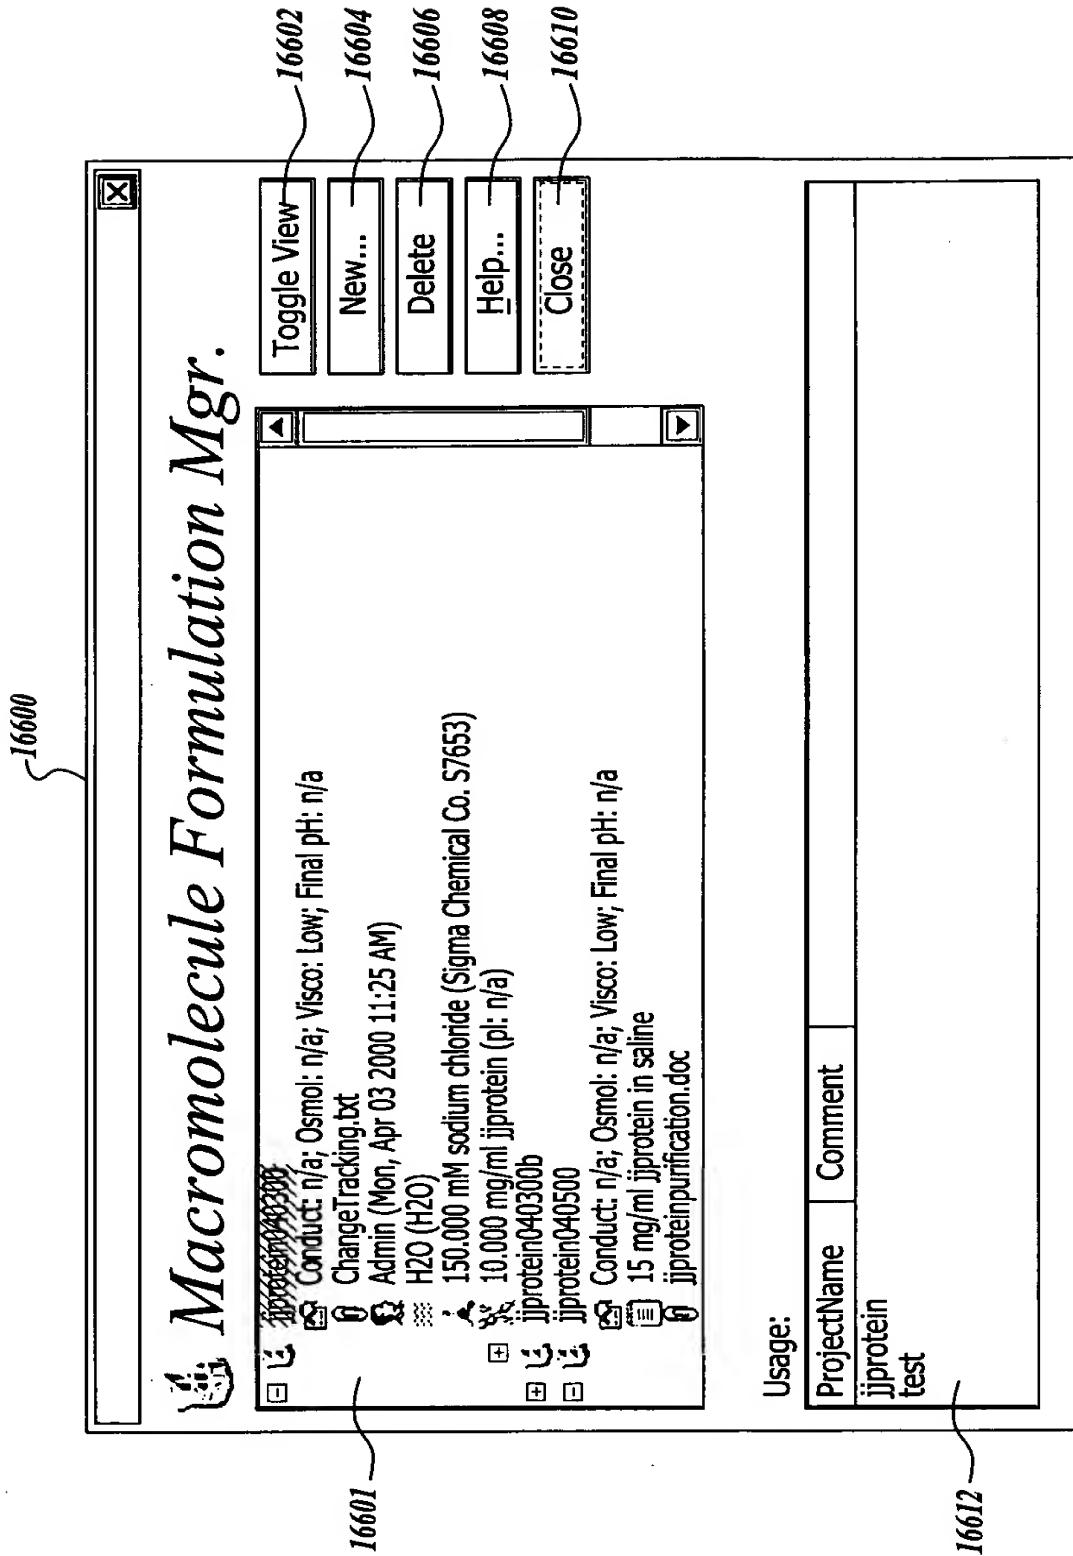 16600
X
Macromolecule Formulation Mgr.
jjprotein040300
Conduct: n/a; Osmol: n/a; Visco: Low; Final pH: n/a
ChangeTracking.txt
Admin (Mon, Apr 03 2000 11:25 AM)
H2O (H2O)
150.000 mM sodium chloride (Sigma Chemical Co. S7653)
10.000 mg/ml jjprotein (pI: n/a)
jjprotein040300b
jjprotein040500
Conduct: n/a; Osmol: n/a; Visco: Low; Final pH: n/a
15 mg/ml jjprotein in saline
jjproteinpurification.doc
Toggle View
New...
Delete
Help...
Close
16602
16604
16606
16608
16610
16601
Usage:
ProjectName Comment
jjprotein
test
16612